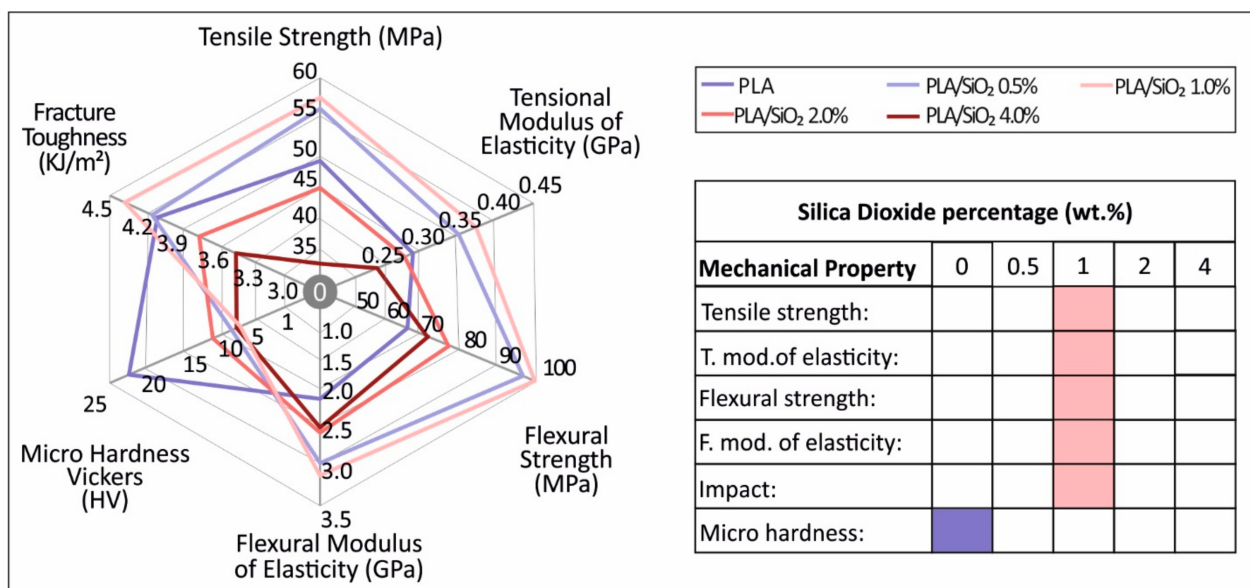 Tensile Strength (MPa)
60
55
50
45
40
35
Tensional
Modulus of
Elasticity (GPa)
0.45
0.40
0.35
0.30
0.25
Fracture
Toughness
(KJ/m²)
4.5
4.2
3.9
3.6
3.3
3.0
0
50
60
70
80
90
100
Flexural
Strength
(MPa)
1
5
10
15
20
25
Micro Hardness
Vickers
(HV)
1.0
1.5
2.0
2.5
3.0
3.5
Flexural Modulus
of Elasticity (GPa)
PLA PLA/SiO₂ 0.5% PLA/SiO₂ 1.0%
PLA/SiO₂ 2.0% PLA/SiO₂ 4.0%
Silica Dioxide percentage (wt.%)
Mechanical Property 0 0.5 1 2 4
Tensile strength:
T. mod.of elasticity:
Flexural strength:
F. mod. of elasticity:
Impact:
Micro hardness: